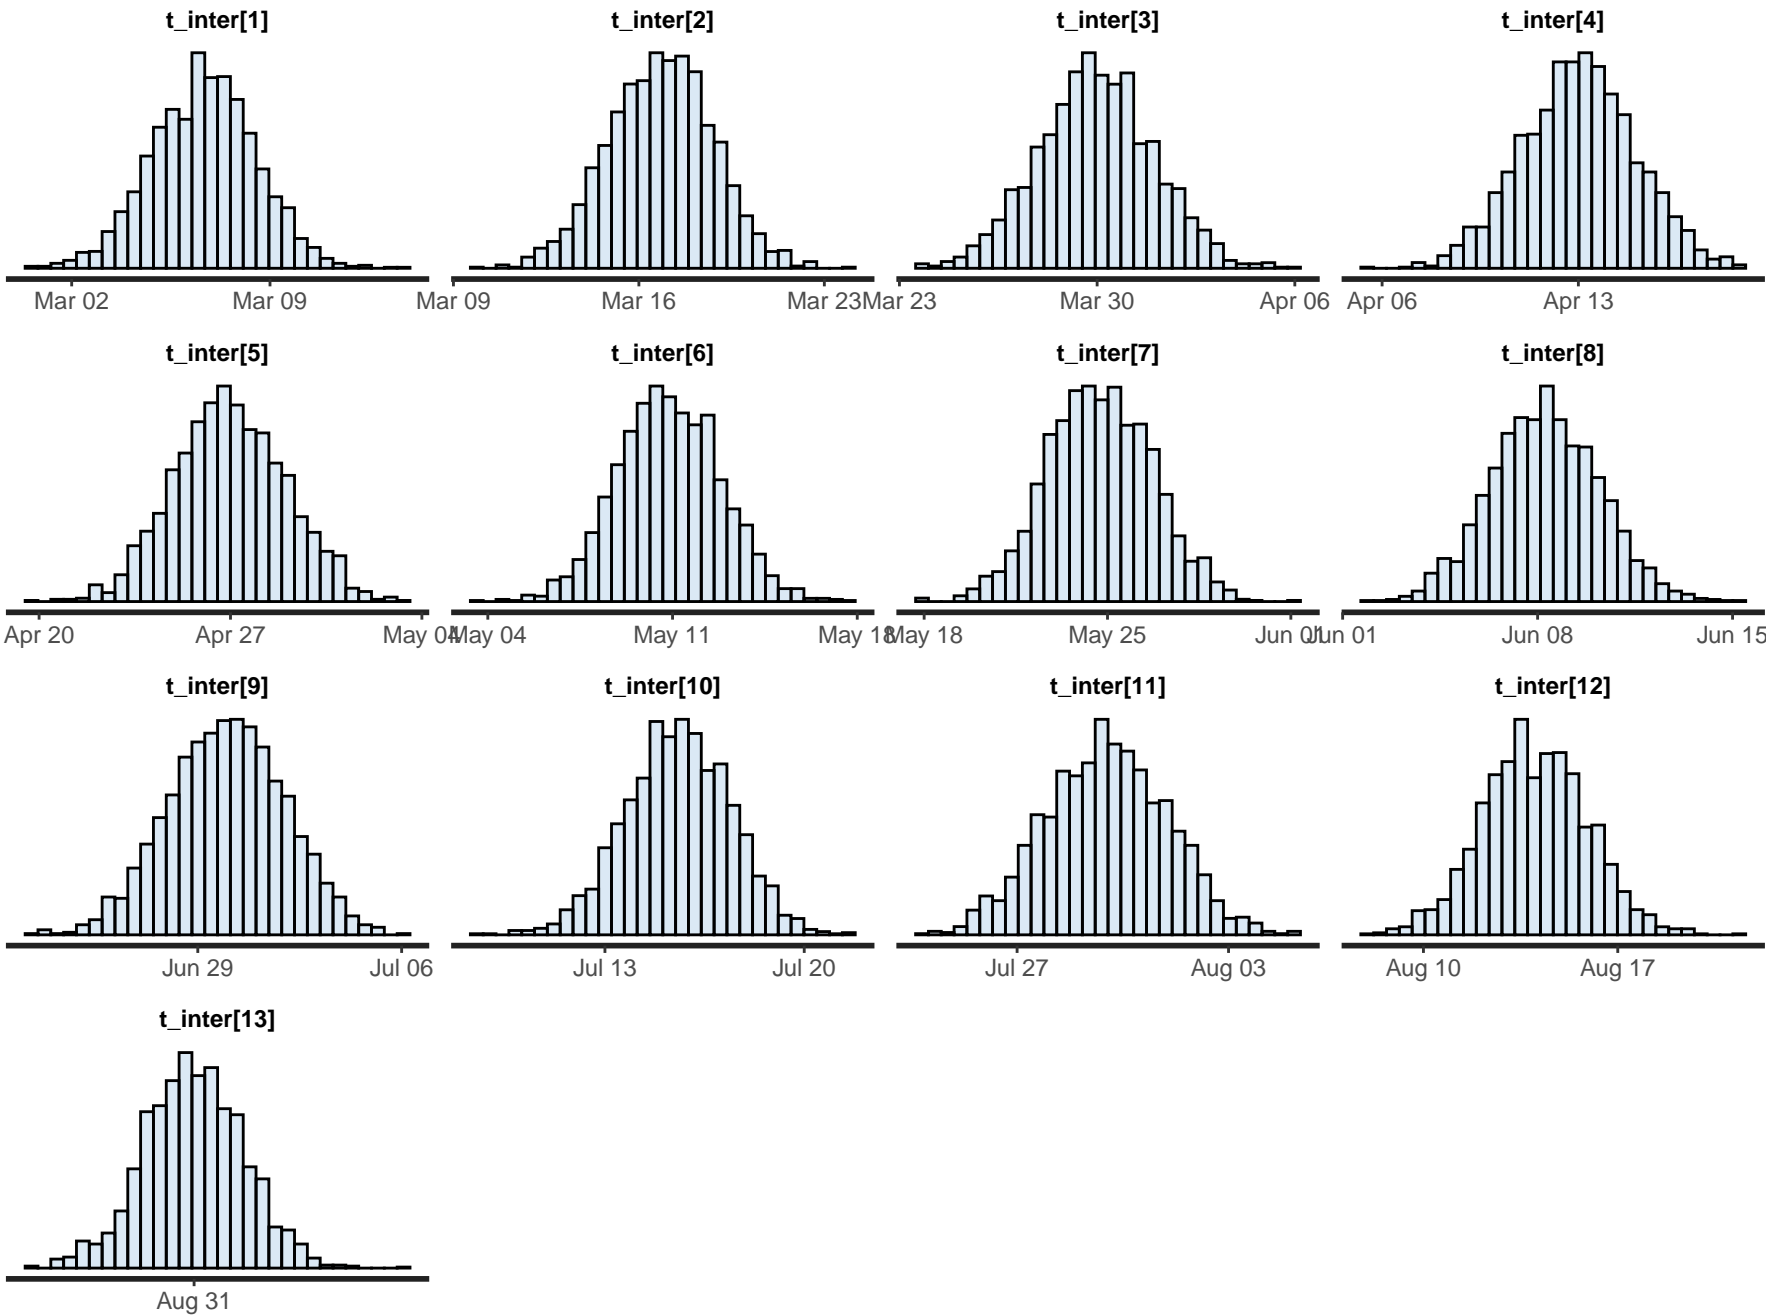 t_inter[1] t_inter[2] t_inter[3] t_inter[4]
Mar 02 Mar 09 Mar 09 Mar 16 Mar 23 Mar 23 Mar 30 Apr 06 Apr 06 Apr 13
t_inter[5] t_inter[6] t_inter[7] t_inter[8]
Apr 20 Apr 27 May 04 May 04 May 11 May 18 May 18 May 25 Jun 01 Jun 01 Jun 08 Jun 15
t_inter[9] t_inter[10] t_inter[11] t_inter[12]
Jun 29 Jul 06 Jul 13 Jul 20 Jul 27 Aug 03 Aug 10 Aug 17
t_inter[13]
Aug 31